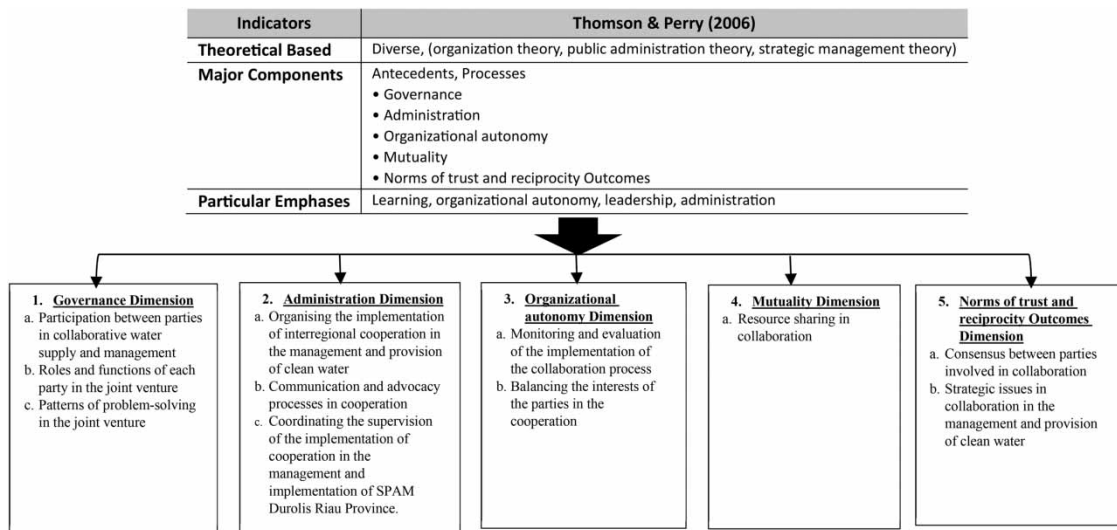 Indicators Thomson & Perry (2006)
Theoretical Based Diverse, (organization theory, public administration theory, strategic management theory)
Major Components Antecedents, Processes
• Governance
• Administration
• Organizational autonomy
• Mutuality
• Norms of trust and reciprocity Outcomes
Particular Emphases Learning, organizational autonomy, leadership, administration
1. Governance Dimension
a. Participation between parties
in collaborative water
supply and management
b. Roles and functions of each
party in the joint venture
c. Patterns of problem-solving
in the joint venture
2. Administration Dimension
a. Organising the implementation
of interregional cooperation in
the management and provision
of clean water
b. Communication and advocacy
processes in cooperation
c. Coordinating the supervision
of the implementation of
cooperation in the
management and
implementation of SPAM
Durolis Riau Province.
3. Organizational
autonomy Dimension
a. Monitoring and evaluation
of the implementation of
the collaboration process
b. Balancing the interests of
the parties in the
cooperation
4. Mutuality Dimension
a. Resource sharing in
collaboration
5. Norms of trust and
reciprocity Outcomes
Dimension
a. Consensus between parties
involved in collaboration
b. Strategic issues in
collaboration in the
management and provision
of clean water